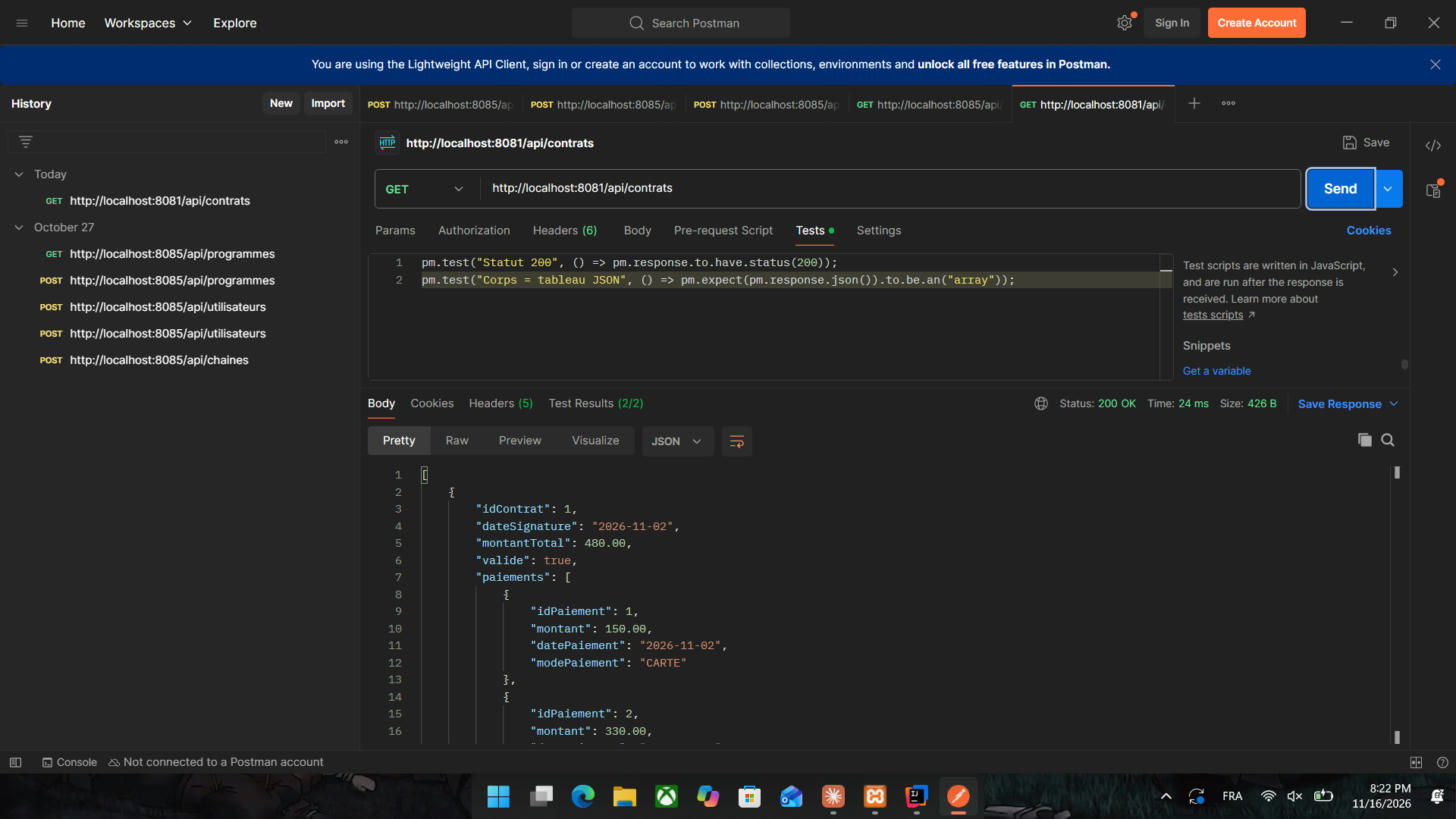 Home Workspaces Explore Search Postman Sign In Create Account
You are using the Lightweight API Client, sign in or create an account to work with collections, environments and unlock all free features in Postman.
History New Import
POST http://localhost:8085/ap POST http://localhost:8085/ap POST http://localhost:8085/ap GET http://localhost:8085/api, GET http://localhost:8081/api/
HTTP http://localhost:8081/api/contrats Save
Today
GET http://localhost:8081/api/contrats
October 27
GET http://localhost:8085/api/programmes
POST http://localhost:8085/api/programmes
POST http://localhost:8085/api/utilisateurs
POST http://localhost:8085/api/utilisateurs
POST http://localhost:8085/api/chaines
GET http://localhost:8081/api/contrats Send
Params Authorization Headers (6) Body Pre-request Script Tests Settings Cookies
1 pm.test("Statut 200", () => pm.response.to.have.status(200));
2 pm.test("Corps = tableau JSON", () => pm.expect(pm.response.json()).to.be.an("array"));
Test scripts are written in JavaScript,
and are run after the response is
received. Learn more about
tests scripts ↗
Snippets
Get a variable
Body Cookies Headers (5) Test Results (2/2) Status: 200 OK Time: 24 ms Size: 426 B Save Response
Pretty Raw Preview Visualize JSON
1 [
2 {
3 "idContrat": 1,
4 "dateSignature": "2026-11-02",
5 "montantTotal": 480.00,
6 "valide": true,
7 "paiements": [
8 {
9 "idPaiement": 1,
10 "montant": 150.00,
11 "datePaiement": "2026-11-02",
12 "modePaiement": "CARTE"
13 },
14 {
15 "idPaiement": 2,
16 "montant": 330.00,
Console Not connected to a Postman account
FRA
8:22 PM
11/16/2026